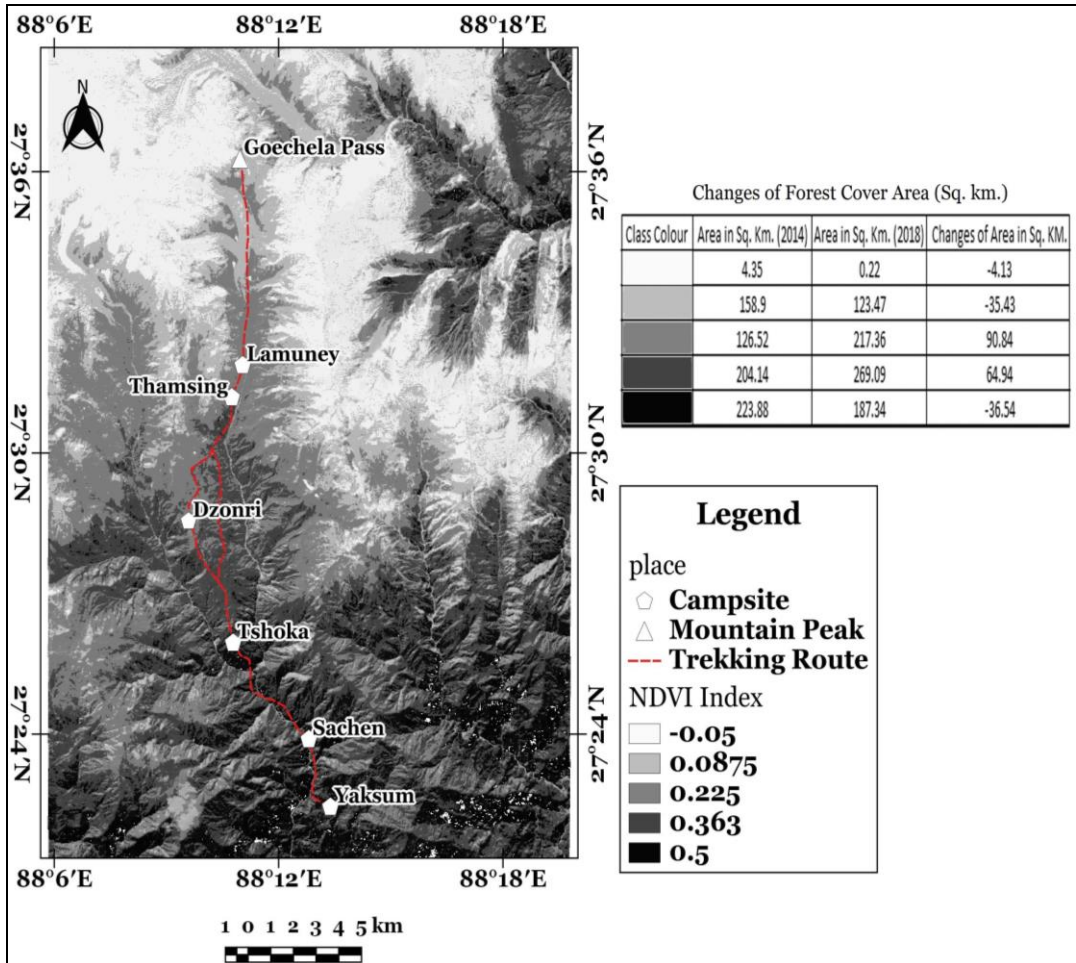 88°6′E 88°12′E 88°18′E
N
Goechela Pass
27°36′N
27°36′N
Lamuney
Thamsing
27°30′N
27°30′N
Dzonri
Tshoka
Sachen
27°24′N
27°24′N
Yaksum
88°6′E 88°12′E 88°18′E
1 0 1 2 3 4 5 km
Changes of Forest Cover Area (Sq. km.)
Class Colour Area in Sq. Km. (2014) Area in Sq. Km. (2018) Changes of Area in Sq. KM.
4.35 0.22 -4.13
158.9 123.47 -35.43
126.52 217.36 90.84
204.14 269.09 64.94
223.88 187.34 -36.54
Legend
place
Campsite
Mountain Peak
Trekking Route
NDVI Index
-0.05
0.0875
0.225
0.363
0.5